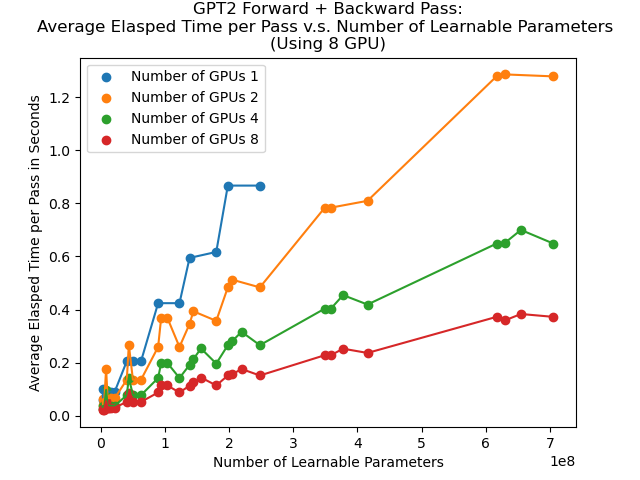 GPT2 Forward + Backward Pass:
Average Elasped Time per Pass v.s. Number of Learnable Parameters
(Using 8 GPU)
Number of GPUs 1
Number of GPUs 2
Number of GPUs 4
Number of GPUs 8
Average Elasped Time per Pass in Seconds
1.2
1.0
0.8
0.6
0.4
0.2
0.0
0 1 2 3 4 5 6 7
1e8
Number of Learnable Parameters